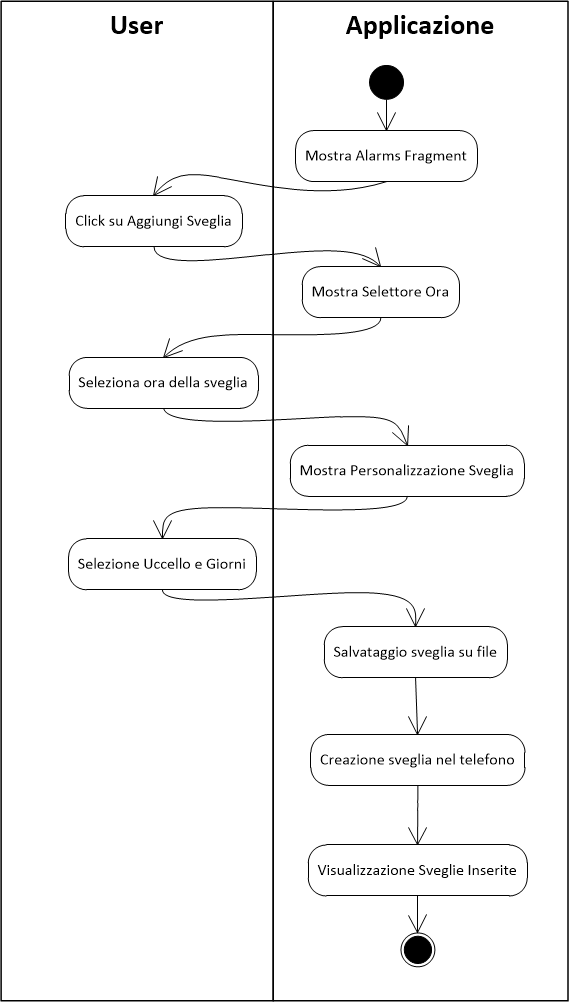 User
Applicazione
Mostra Alarms Fragment
Click su Aggiungi Sveglia
Mostra Selettore Ora
Seleziona ora della sveglia
Mostra Personalizzazione Sveglia
Selezione Uccello e Giorni
Salvataggio sveglia su file
Creazione sveglia nel telefono
Visualizzazione Sveglie Inserite